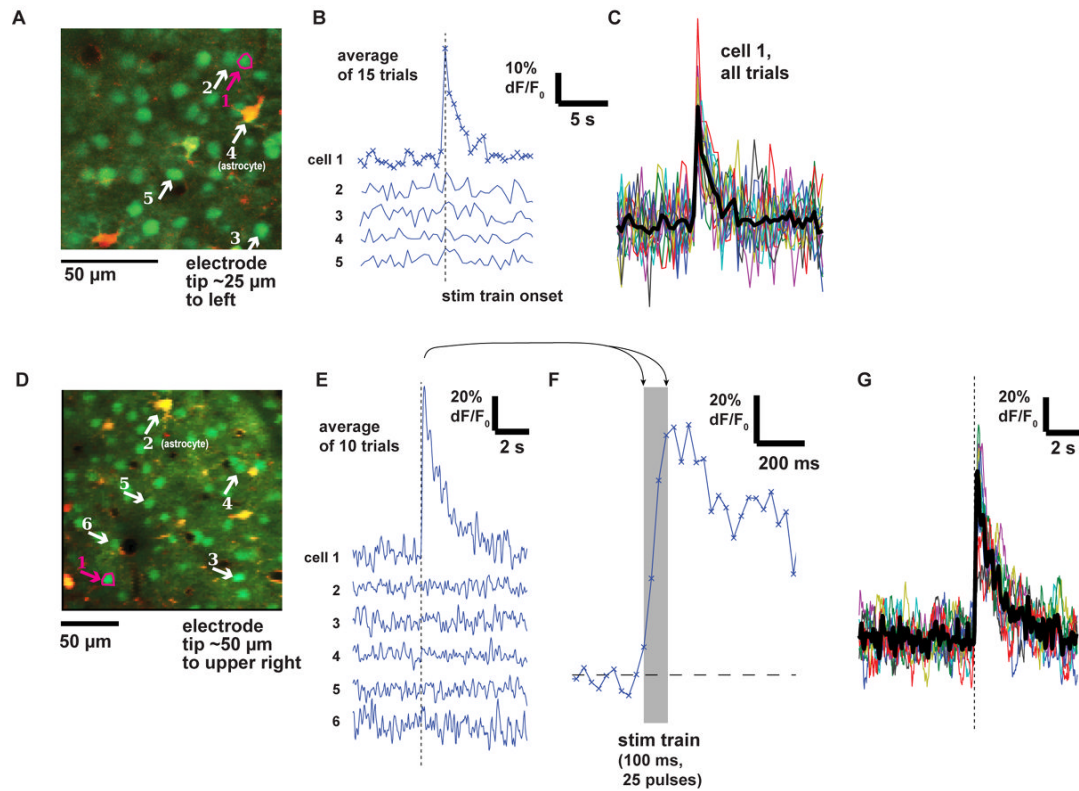 A
2
1
4
(astrocyte)
5
3
50 µm
electrode
tip ~25 µm
to left
B
average
of 15 trials
10%
dF/F0
5 s
cell 1
2
3
4
5
stim train onset
C
cell 1,
all trials
D
2 (astrocyte)
5
4
6
1
3
50 µm
electrode
tip ~50 µm
to upper right
E
average
of 10 trials
20%
dF/F0
2 s
cell 1
2
3
4
5
6
F
20%
dF/F0
200 ms
stim train
(100 ms,
25 pulses)
G
20%
dF/F0
2 s